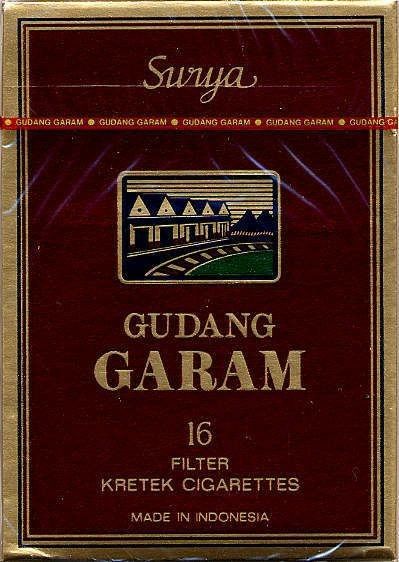 Surya
GUDANG GARAM GUDANG GARAM GUDANG GARAM GUDANG GARAM GUDANG GA
GUDANG
GARAM
16
FILTER
KRETEK CIGARETTES
MADE IN INDONESIA